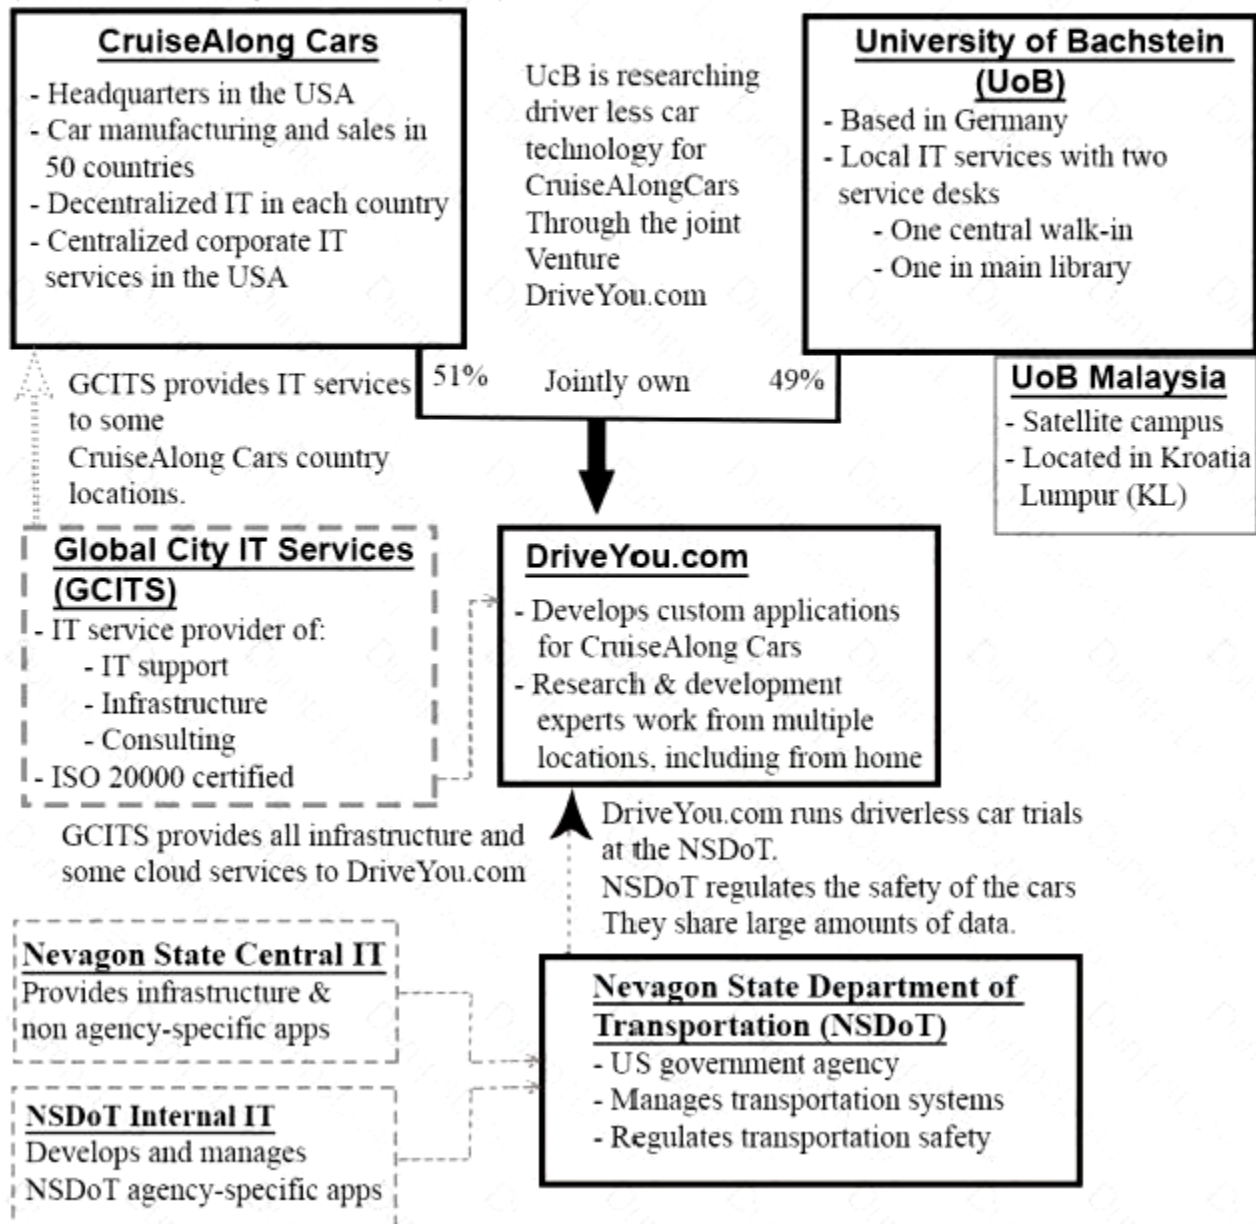 CruiseAlong Cars
- Headquarters in the USA
- Car manufacturing and sales in
50 countries
- Decentralized IT in each country
- Centralized corporate IT
services in the USA
UcB is researching
driver less car
technology for
CruiseAlongCars
Through the joint
Venture
DriveYou.com
University of Bachstein
(UoB)
- Based in Germany
- Local IT services with two
service desks
- One central walk-in
- One in main library
51% Jointly own 49%
UoB Malaysia
- Satellite campus
- Located in Kroatia
Lumpur (KL)
GCITS provides IT services
to some
CruiseAlong Cars country
locations.
Global City IT Services
(GCITS)
- IT service provider of:
- IT support
- Infrastructure
- Consulting
- ISO 20000 certified
DriveYou.com
- Develops custom applications
for CruiseAlong Cars
- Research & development
experts work from multiple
locations, including from home
GCITS provides all infrastructure and
some cloud services to DriveYou.com
DriveYou.com runs driverless car trials
at the NSDoT.
NSDoT regulates the safety of the cars
They share large amounts of data.
Nevagon State Central IT
Provides infrastructure &
non agency-specific apps
NSDoT Internal IT
Develops and manages
NSDoT agency-specific apps
Nevagon State Department of
Transportation (NSDoT)
- US government agency
- Manages transportation systems
- Regulates transportation safety